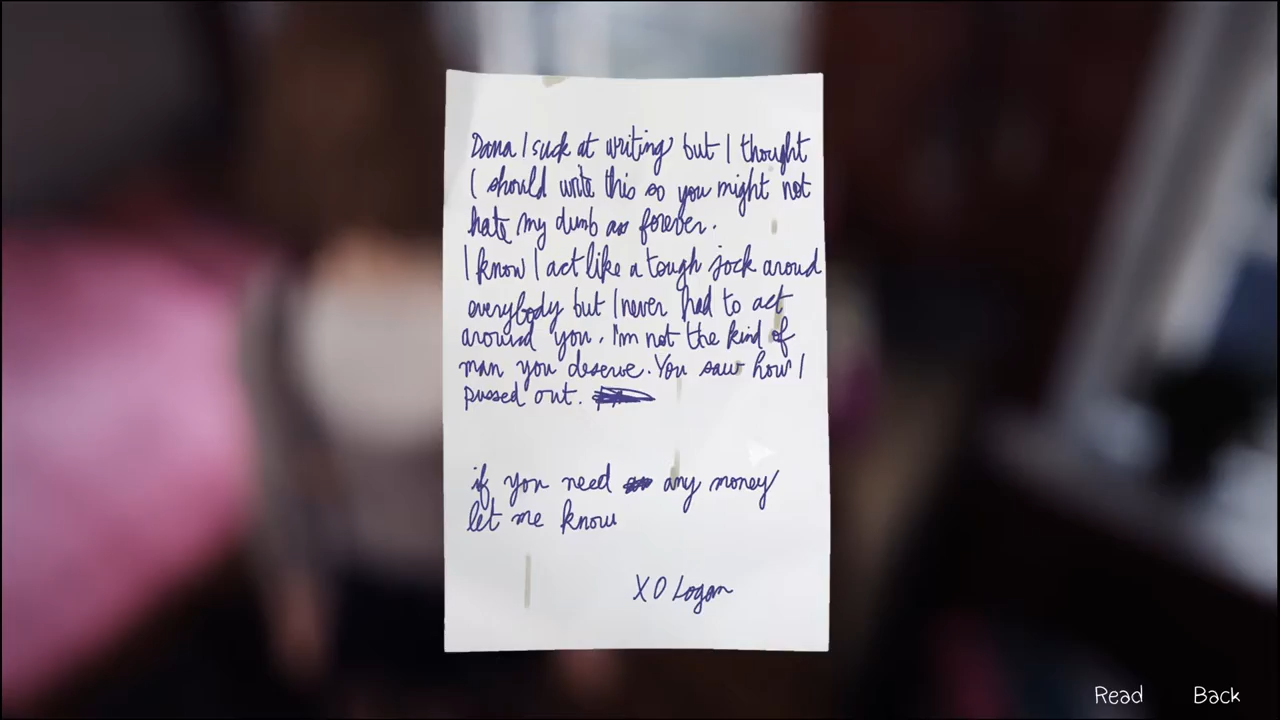 Dana I suck at writing but I thought
I should write this so you might not
hate my dumb ass forever.
I know I act like a tough jock aroud
everybody but I never had to act
around you. I'm not the kind of
man you deserve. You saw how I
pussed out.
if you need any money
let me know
XO Logan
Read Back